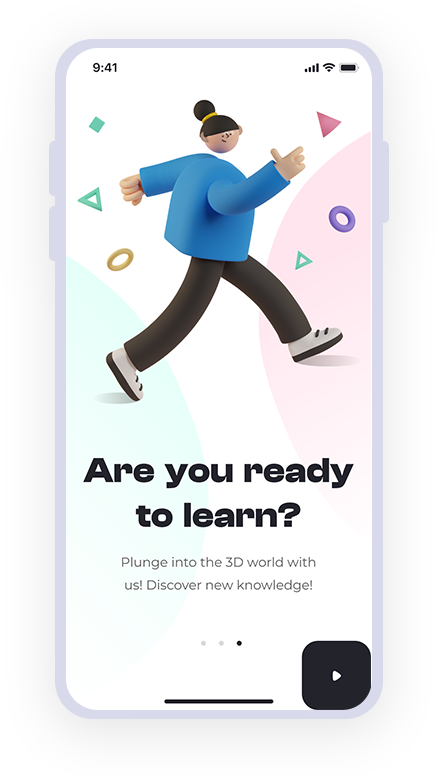 9:41
Are you ready
to learn?
Plunge into the 3D world with
us! Discover new knowledge!